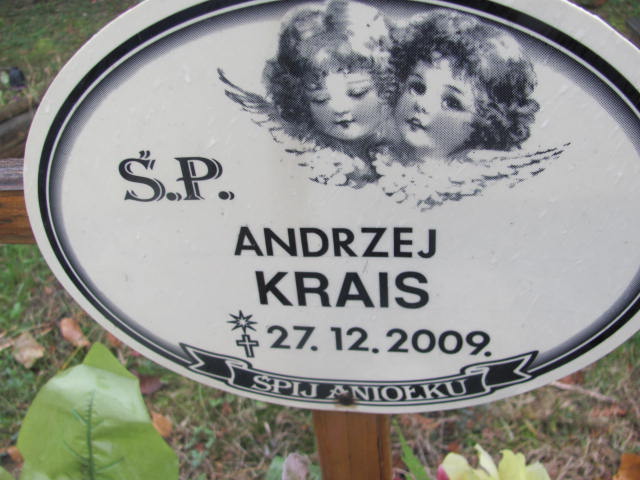 Ś.P.
ANDRZEJ
KRAIS
27.12.2009.
ŚPIJ ANIOŁKU